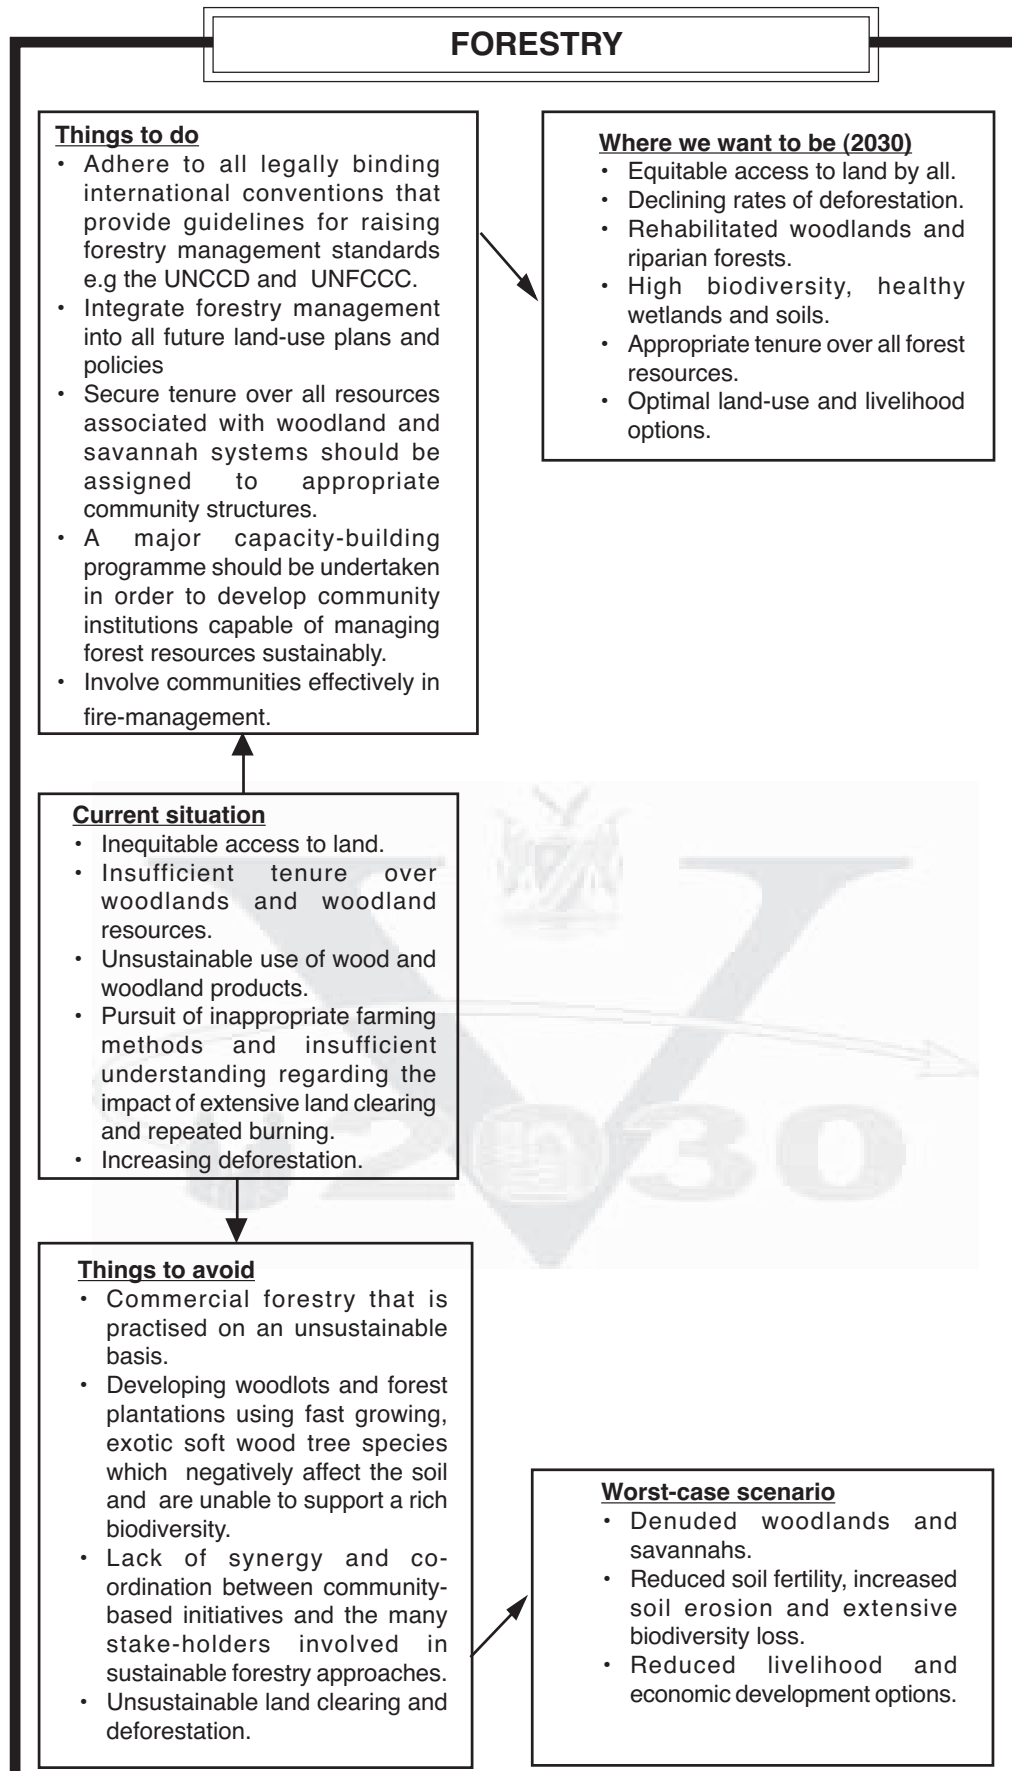 FORESTRY
Things to do
• Adhere to all legally binding
international conventions that
provide guidelines for raising
forestry management standards
e.g the UNCCD and UNFCCC.
• Integrate forestry management
into all future land-use plans and
policies
• Secure tenure over all resources
associated with woodland and
savannah systems should be
assigned to appropriate
community structures.
• A major capacity-building
programme should be undertaken
in order to develop community
institutions capable of managing
forest resources sustainably.
• Involve communities effectively in
fire-management.
Where we want to be (2030)
• Equitable access to land by all.
• Declining rates of deforestation.
• Rehabilitated woodlands and
riparian forests.
• High biodiversity, healthy
wetlands and soils.
• Appropriate tenure over all forest
resources.
• Optimal land-use and livelihood
options.
Current situation
• Inequitable access to land.
• Insufficient tenure over
woodlands and woodland
resources.
• Unsustainable use of wood and
woodland products.
• Pursuit of inappropriate farming
methods and insufficient
understanding regarding the
impact of extensive land clearing
and repeated burning.
• Increasing deforestation.
V
2030
Things to avoid
• Commercial forestry that is
practised on an unsustainable
basis.
• Developing woodlots and forest
plantations using fast growing,
exotic soft wood tree species
which negatively affect the soil
and are unable to support a rich
biodiversity.
• Lack of synergy and co-
ordination between community-
based initiatives and the many
stake-holders involved in
sustainable forestry approaches.
• Unsustainable land clearing and
deforestation.
Worst-case scenario
• Denuded woodlands and
savannahs.
• Reduced soil fertility, increased
soil erosion and extensive
biodiversity loss.
• Reduced livelihood and
economic development options.